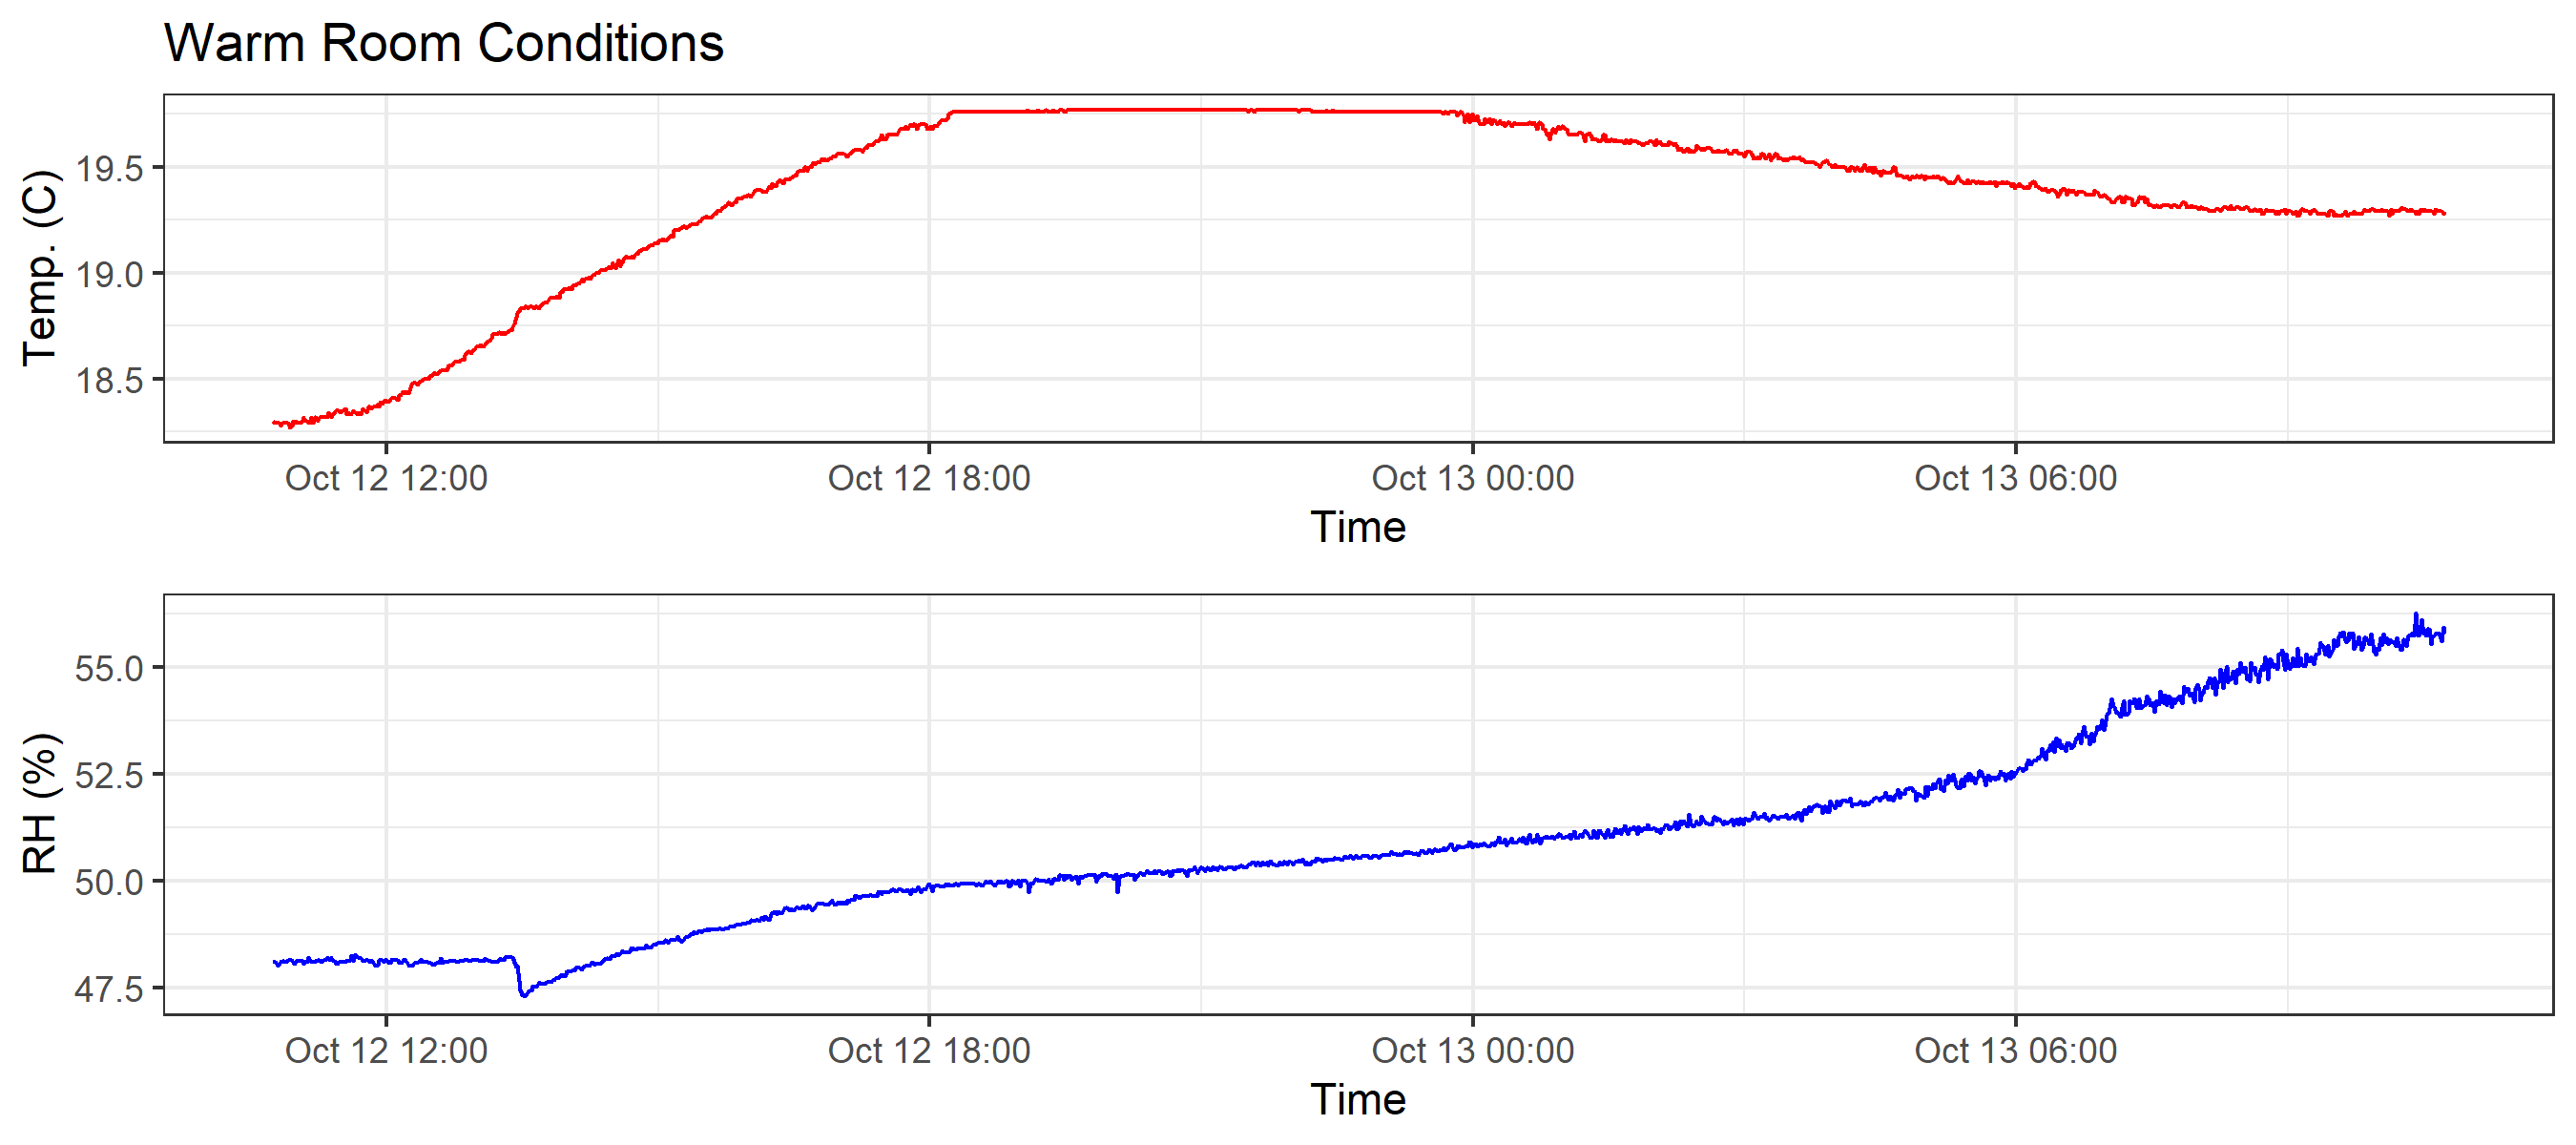 Warm Room Conditions
Temp. (C)
19.5
19.0
18.5
Oct 12 12:00 Oct 12 18:00 Oct 13 00:00 Oct 13 06:00
Time
RH (%)
55.0
52.5
50.0
47.5
Oct 12 12:00 Oct 12 18:00 Oct 13 00:00 Oct 13 06:00
Time